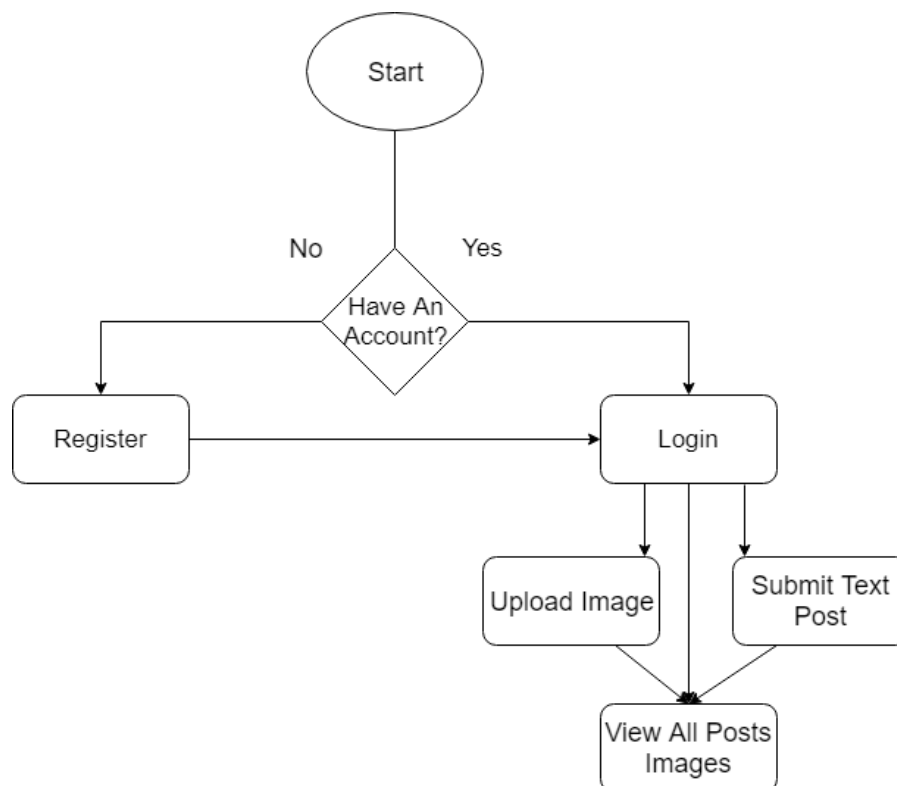 Start
No
Yes
Have An
Account?
Register
Login
Upload Image
Submit Text
Post
View All Posts
Images